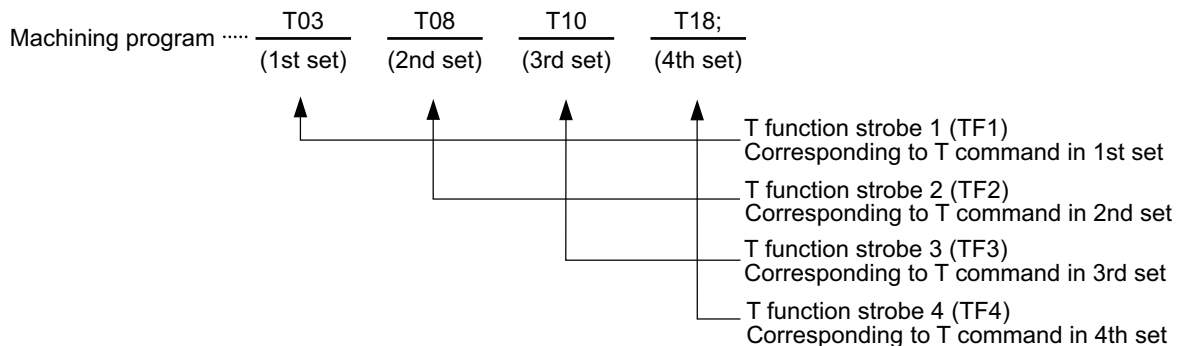 Machining program ····· T03 T08 T10 T18;
(1st set) (2nd set) (3rd set) (4th set)
T function strobe 1 (TF1)
Corresponding to T command in 1st set
T function strobe 2 (TF2)
Corresponding to T command in 2nd set
T function strobe 3 (TF3)
Corresponding to T command in 3rd set
T function strobe 4 (TF4)
Corresponding to T command in 4th set